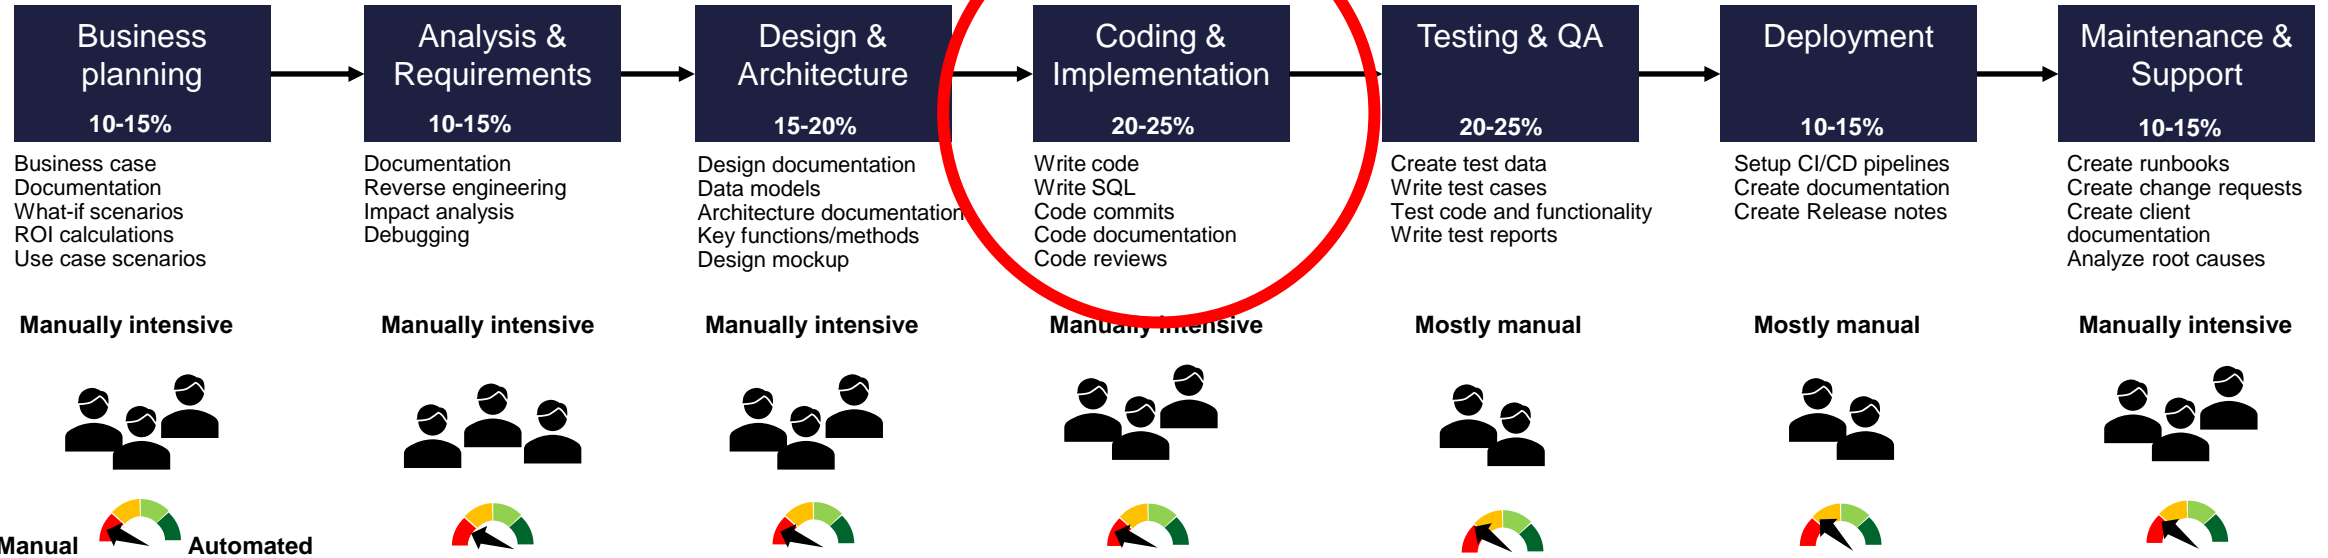 Business
planning
10-15%
Business case
Documentation
What-if scenarios
ROI calculations
Use case scenarios
Manually intensive
Analysis &
Requirements
10-15%
Documentation
Reverse engineering
Impact analysis
Debugging
Manually intensive
Design &
Architecture
15-20%
Design documentation
Data models
Architecture documentation
Key functions/methods
Design mockup
Manually intensive
Coding &
Implementation
20-25%
Write code
Write SQL
Code commits
Code documentation
Code reviews
Manually intensive
Testing & QA
20-25%
Create test data
Write test cases
Test code and functionality
Write test reports
Mostly manual
Deployment
10-15%
Setup CI/CD pipelines
Create documentation
Create Release notes
Mostly manual
Maintenance &
Support
10-15%
Create runbooks
Create change requests
Create client
documentation
Analyze root causes
Manually intensive
Manual
Automated